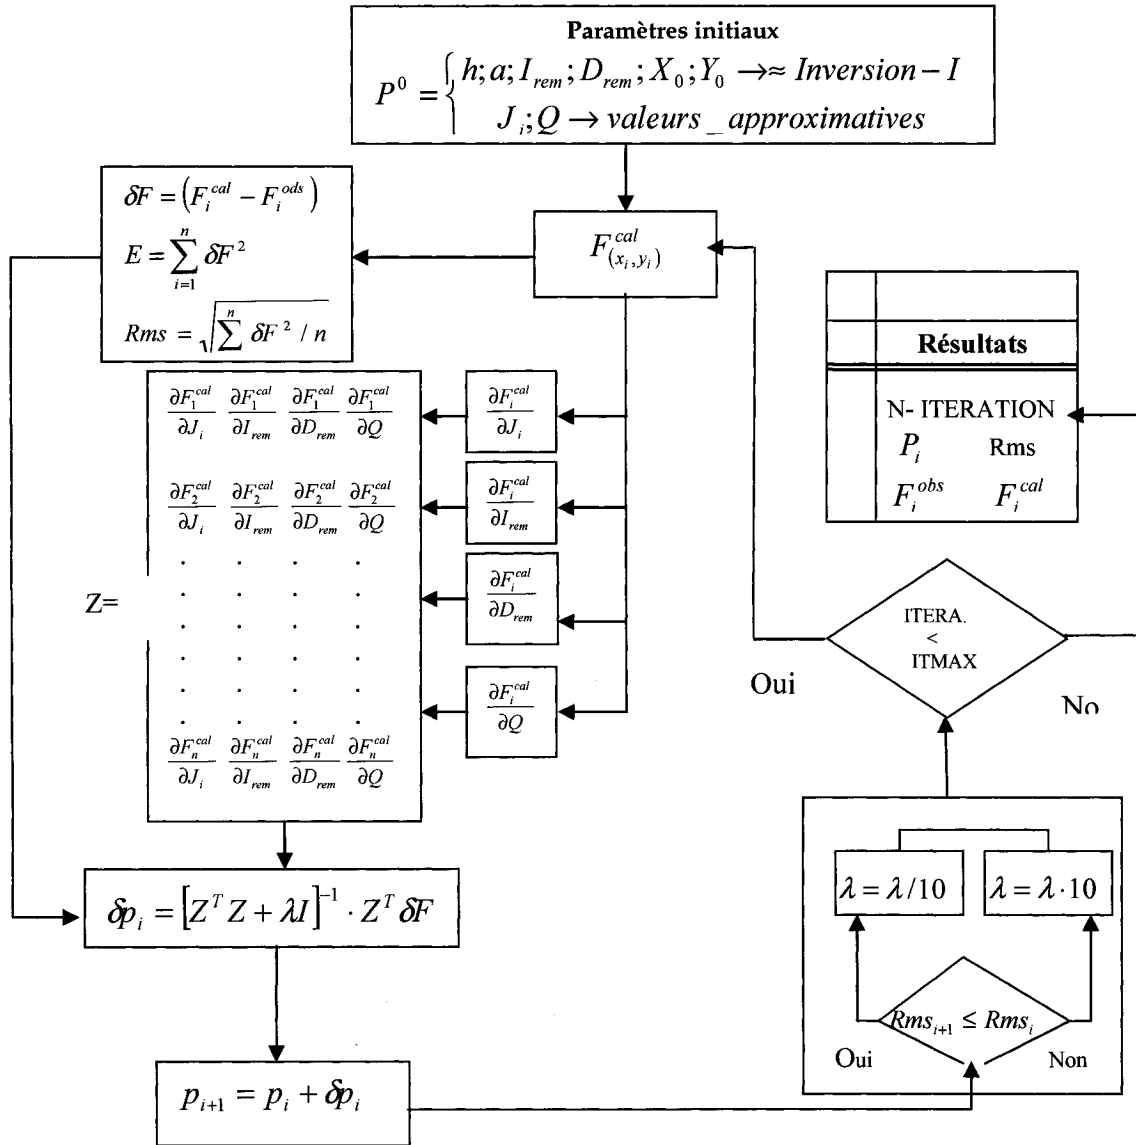 Paramètres initiaux
P^0 = { h; a; I_rem; D_rem; X_0; Y_0 →≈ Inversion – I
J_i; Q → valeurs _ approximatives
δF = (F_i^cal − F_i^ods)
E = ∑_{i=1}^n δF^2
Rms = √(∑^n δF^2 / n)
F^cal_(x_i, y_i)
Résultats
N- ITERATION
P_i Rms
F_i^obs F_i^cal
Z=
∂F_1^cal/∂J_i ∂F_1^cal/∂I_rem ∂F_1^cal/∂D_rem ∂F_1^cal/∂Q
∂F_2^cal/∂J_i ∂F_2^cal/∂I_rem ∂F_2^cal/∂D_rem ∂F_2^cal/∂Q
. . . .
. . . .
. . . .
. . . .
. . . .
. . . .
∂F_n^cal/∂J_i ∂F_n^cal/∂I_rem ∂F_n^cal/∂D_rem ∂F_n^cal/∂Q
∂F_i^cal/∂J_i
∂F_i^cal/∂I_rem
∂F_i^cal/∂D_rem
∂F_i^cal/∂Q
ITERA.
<
ITMAX
Oui
No
δp_i = [Z^T Z + λI]^-1 · Z^T δF
λ = λ/10
λ = λ·10
Rms_{i+1} ≤ Rms_i
Oui
Non
p_{i+1} = p_i + δp_i